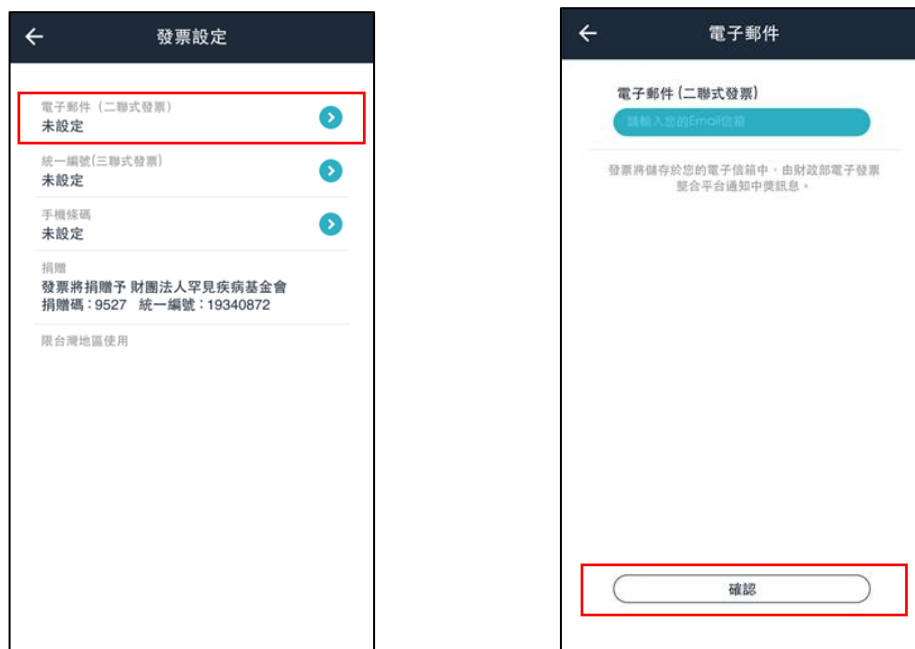 發票設定
電子郵件（二聯式發票）
未設定
統一編號(三聯式發票)
未設定
手機條碼
未設定
捐贈
發票將捐贈予 財團法人罕見疾病基金會
捐贈碼：9527 統一編號：19340872
限台灣地區使用
電子郵件
電子郵件 (二聯式發票)
請輸入您的Email信箱
發票將儲存於您的電子信箱中，由財政部電子發票
整合平台通知中獎訊息。
確認